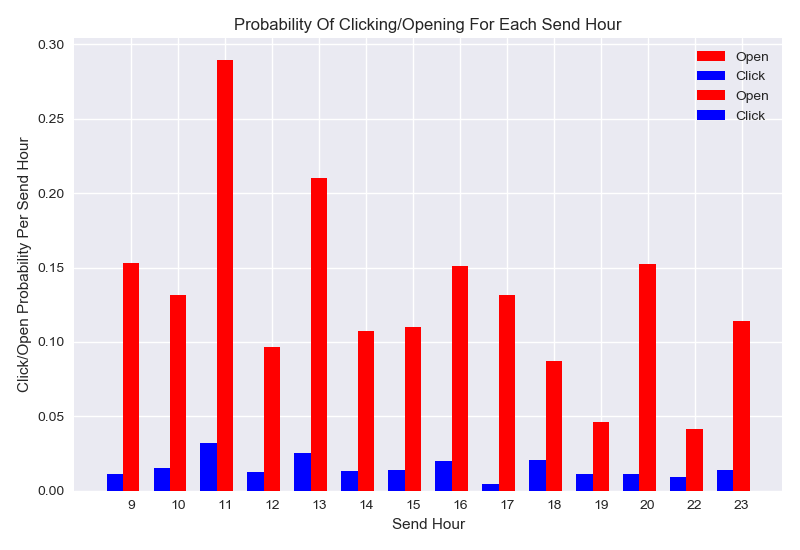 Probability Of Clicking/Opening For Each Send Hour
0.30
0.25
0.20
0.15
0.10
0.05
0.00
Click/Open Probability Per Send Hour
Open
Click
Open
Click
9 10 11 12 13 14 15 16 17 18 19 20 22 23
Send Hour